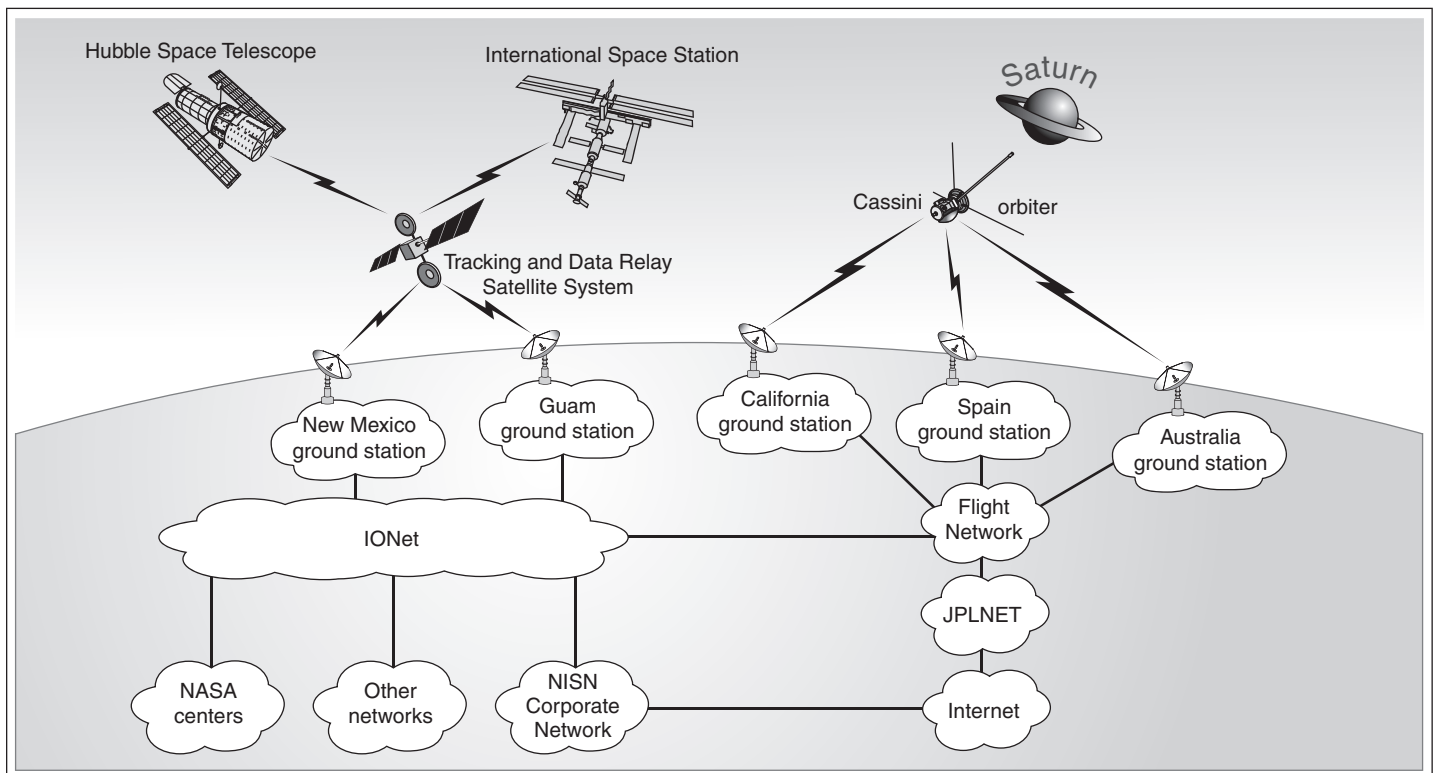 Hubble Space Telescope
International Space Station
Saturn
Cassini
orbiter
Tracking and Data Relay
Satellite System
New Mexico
ground station
Guam
ground station
California
ground station
Spain
ground station
Australia
ground station
IONet
Flight
Network
JPLNET
NASA
centers
Other
networks
NISN
Corporate
Network
Internet